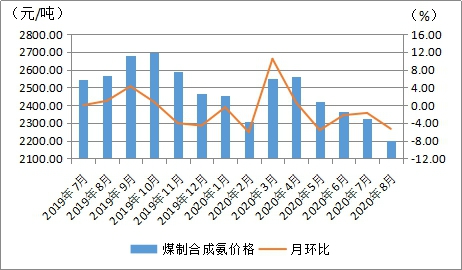 （元/吨）
（%）
2800.00
2700.00
2600.00
2500.00
2400.00
2300.00
2200.00
2100.00
16.00
12.00
8.00
4.00
0.00
-4.00
-8.00
-12.00
2019年7月
2019年8月
2019年9月
2019年10月
2019年11月
2019年12月
2020年1月
2020年2月
2020年3月
2020年4月
2020年5月
2020年6月
2020年7月
2020年8月
煤制合成氨价格
月环比